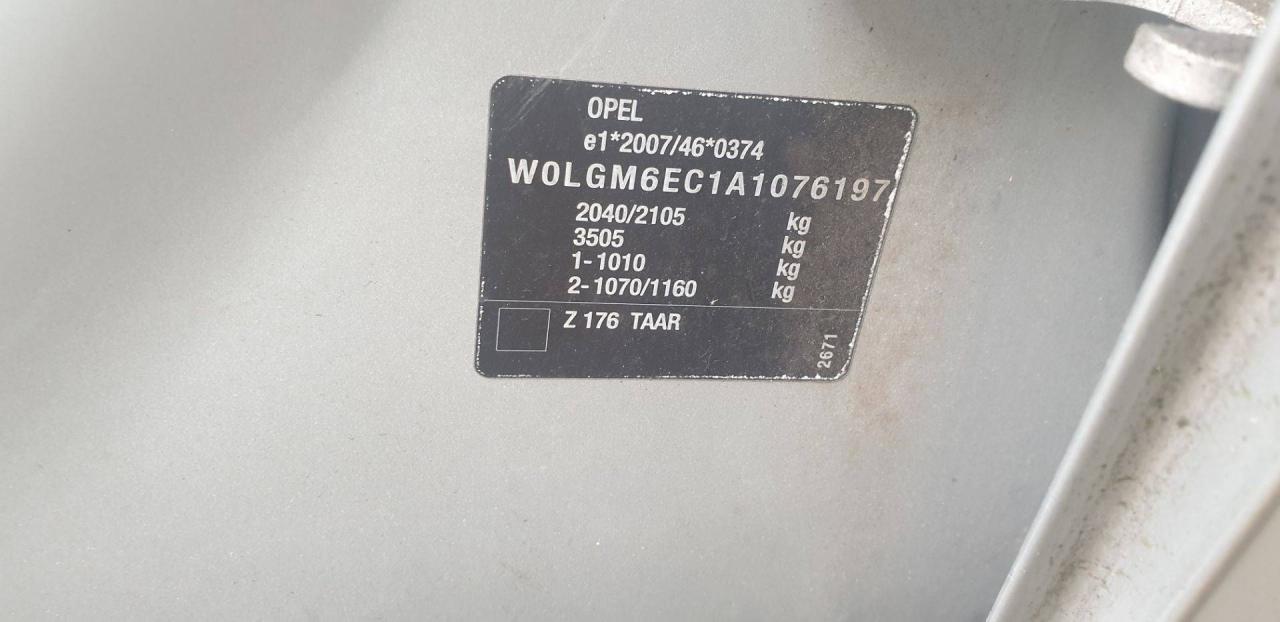 OPEL
e1*2007/46*0374
W0LGM6EC1A1076197
2040/2105 kg
3505 kg
1-1010 kg
2-1070/1160 kg
Z 176 TAAR
2671